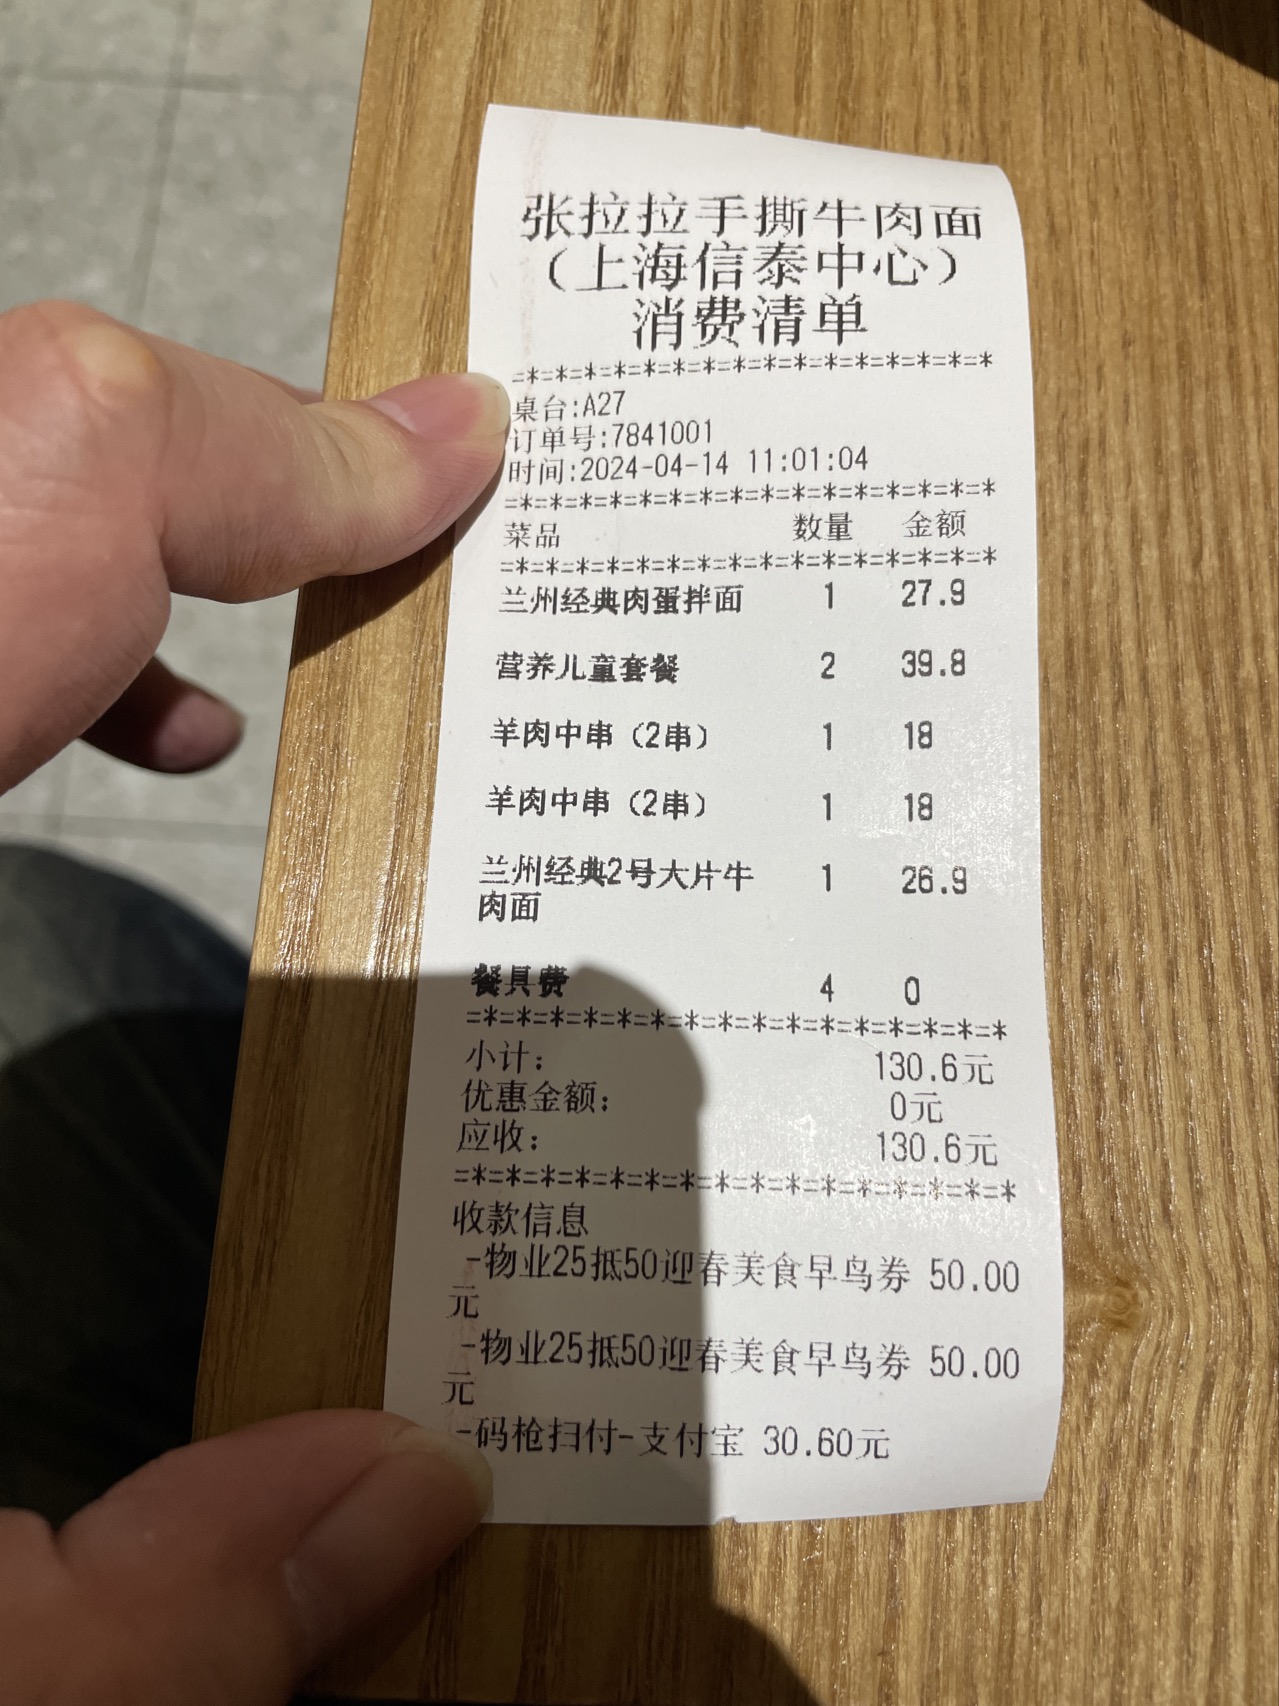 张拉拉手撕牛肉面
（上海信泰中心）
消费清单
=*=*=*=*=*=*=*=*=*=*=*=*=*=*=*=*
桌台:A27
订单号:7841001
时间:2024-04-14 11:01:04
=*=*=*=*=*=*=*=*=*=*=*=*=*=*=*=*
菜品 数量 金额
=*=*=*=*=*=*=*=*=*=*=*=*=*=*=*=*
兰州经典肉蛋拌面 1 27.9
营养儿童套餐 2 39.8
羊肉中串（2串） 1 18
羊肉中串（2串） 1 18
兰州经典2号大片牛 1 26.9
肉面
餐具费 4 0
=*=*=*=*=*=*=*=*=*=*=*=*=*=*=*=*
小计： 130.6元
优惠金额： 0元
应收： 130.6元
=*=*=*=*=*=*=*=*=*=*=*=*=*=*=*=*
收款信息
-物业25抵50迎春美食早鸟券 50.00
元
-物业25抵50迎春美食早鸟券 50.00
元
-码枪扫付-支付宝 30.60元